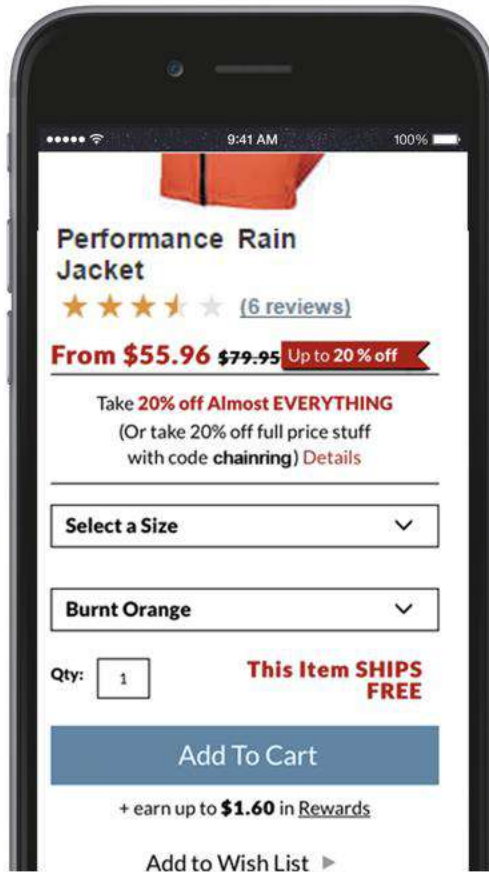 9:41 AM 100%
Performance Rain
Jacket
(6 reviews)
From $55.96 $79.95 Up to 20 % off
Take 20% off Almost EVERYTHING
(Or take 20% off full price stuff
with code chainring) Details
Select a Size
Burnt Orange
Qty: 1 This Item SHIPS
FREE
Add To Cart
+ earn up to $1.60 in Rewards
Add to Wish List